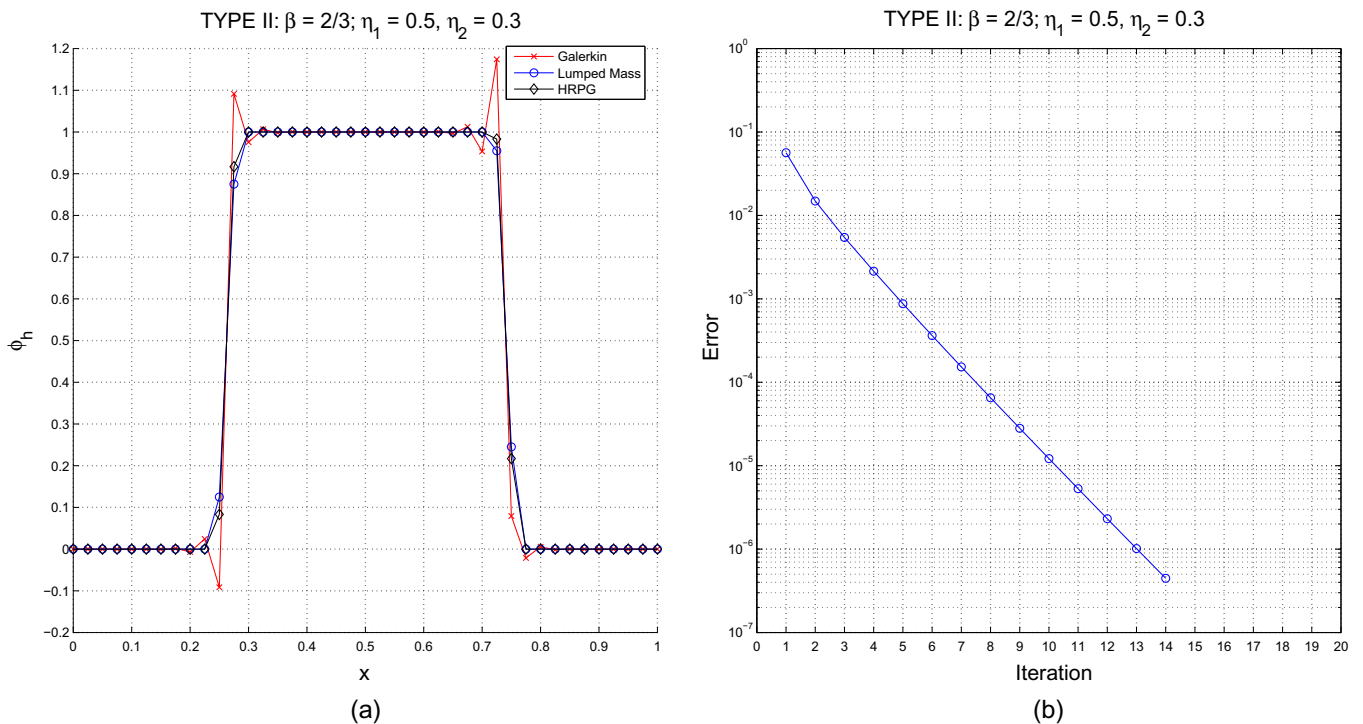 TYPE II: β = 2/3; η₁ = 0.5, η₂ = 0.3
1.2
1.1
1
0.9
0.8
0.7
0.6
0.5
0.4
0.3
0.2
0.1
0
−0.1
−0.2
ϕₕ
Galerkin
Lumped Mass
HRPG
0 0.1 0.2 0.3 0.4 0.5 0.6 0.7 0.8 0.9 1
x
(a)
TYPE II: β = 2/3; η₁ = 0.5, η₂ = 0.3
10⁰
10⁻¹
10⁻²
10⁻³
10⁻⁴
10⁻⁵
10⁻⁶
10⁻⁷
Error
0 1 2 3 4 5 6 7 8 9 10 11 12 13 14 15 16 17 18 19 20
Iteration
(b)